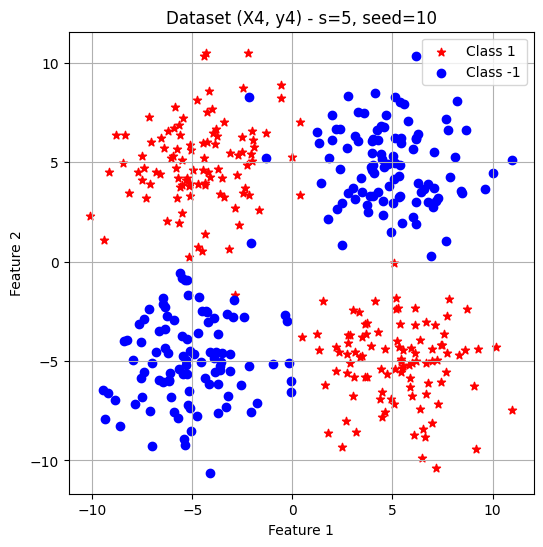 Dataset (X4, y4) - s=5, seed=10
Class 1
Class -1
10
5
0
−5
−10
Feature 2
−10 −5 0 5 10
Feature 1